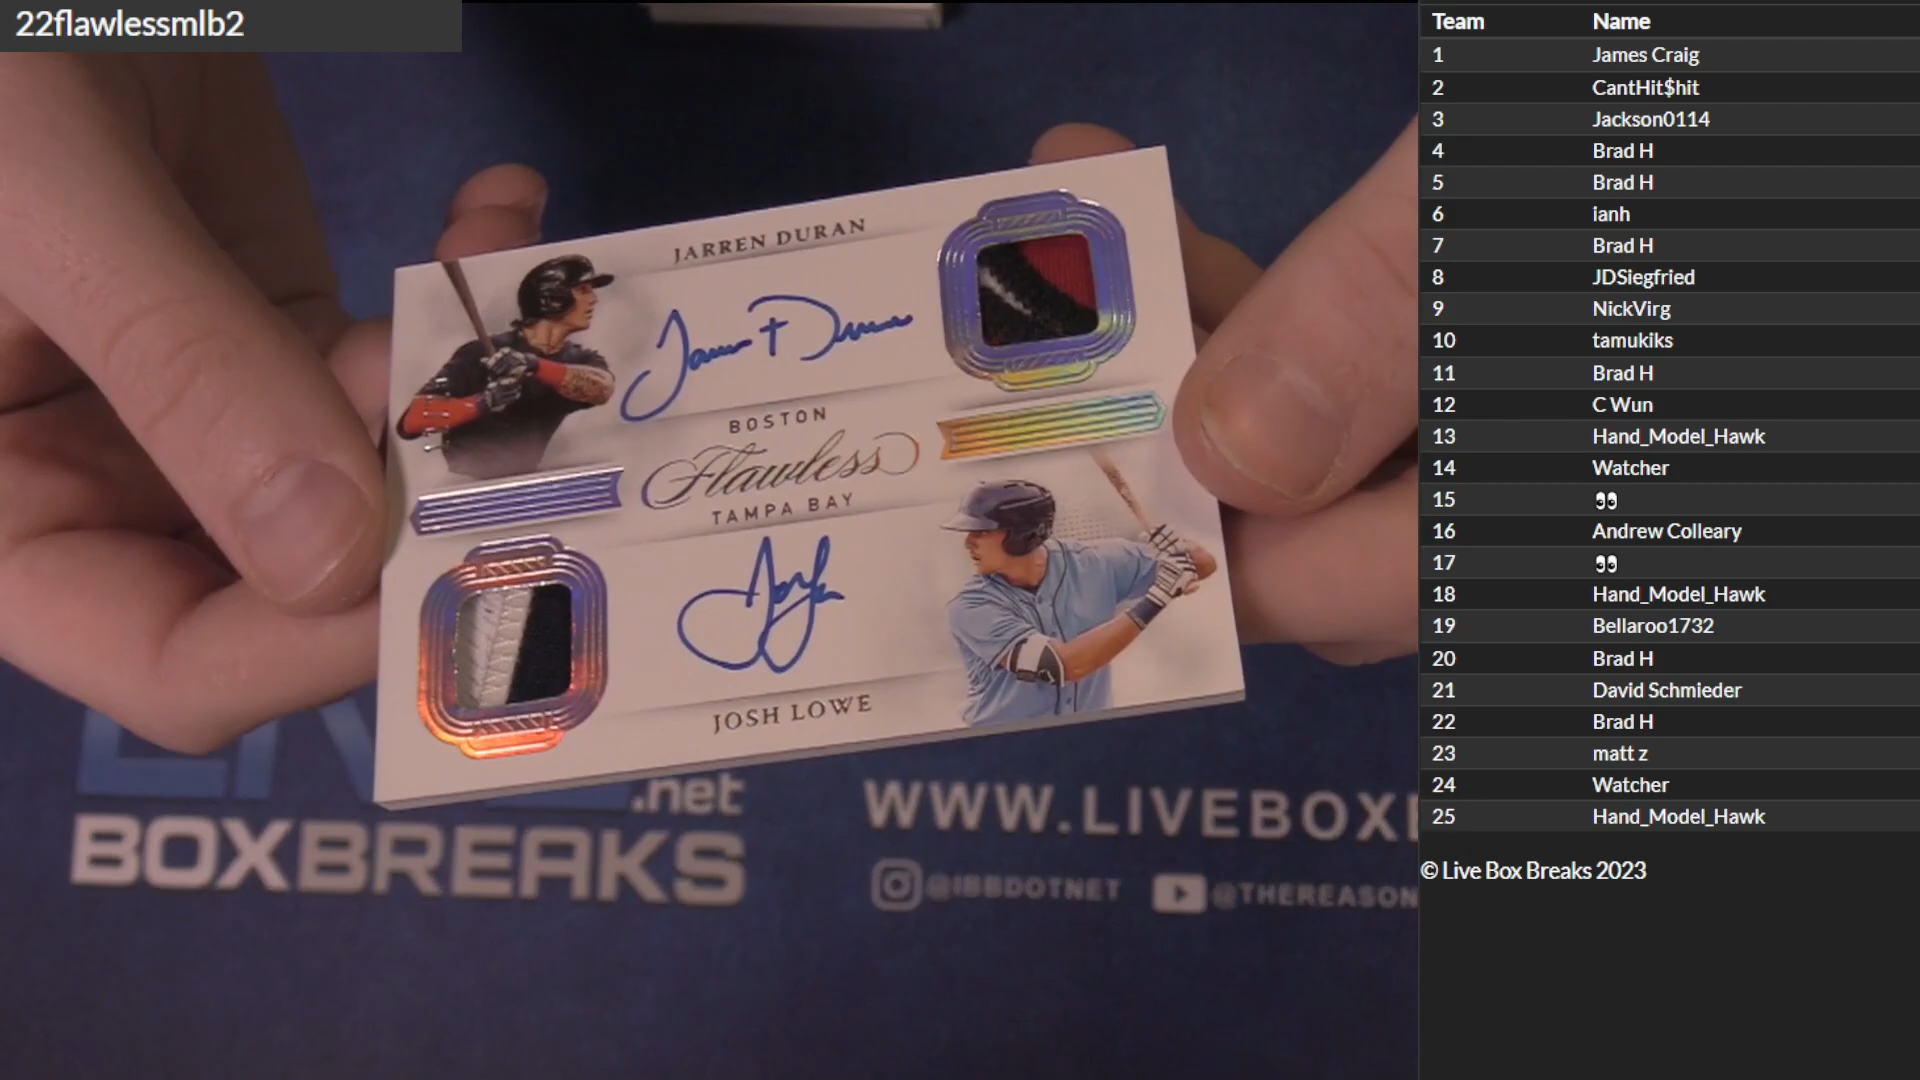 22flawlessmlb2
JARREN DURAN
BOSTON
Flawless
TAMPA BAY
JOSH LOWE
.net
BOXBREAKS
WWW.LIVEBOX
@LBBDOTNET
@THEREASON
Team Name
1 James Craig
2 CantHit$hit
3 Jackson0114
4 Brad H
5 Brad H
6 ianh
7 Brad H
8 JDSiegfried
9 NickVirg
10 tamukiks
11 Brad H
12 C Wun
13 Hand_Model_Hawk
14 Watcher
15 👀
16 Andrew Colleary
17 👀
18 Hand_Model_Hawk
19 Bellaroo1732
20 Brad H
21 David Schmieder
22 Brad H
23 matt z
24 Watcher
25 Hand_Model_Hawk
© Live Box Breaks 2023